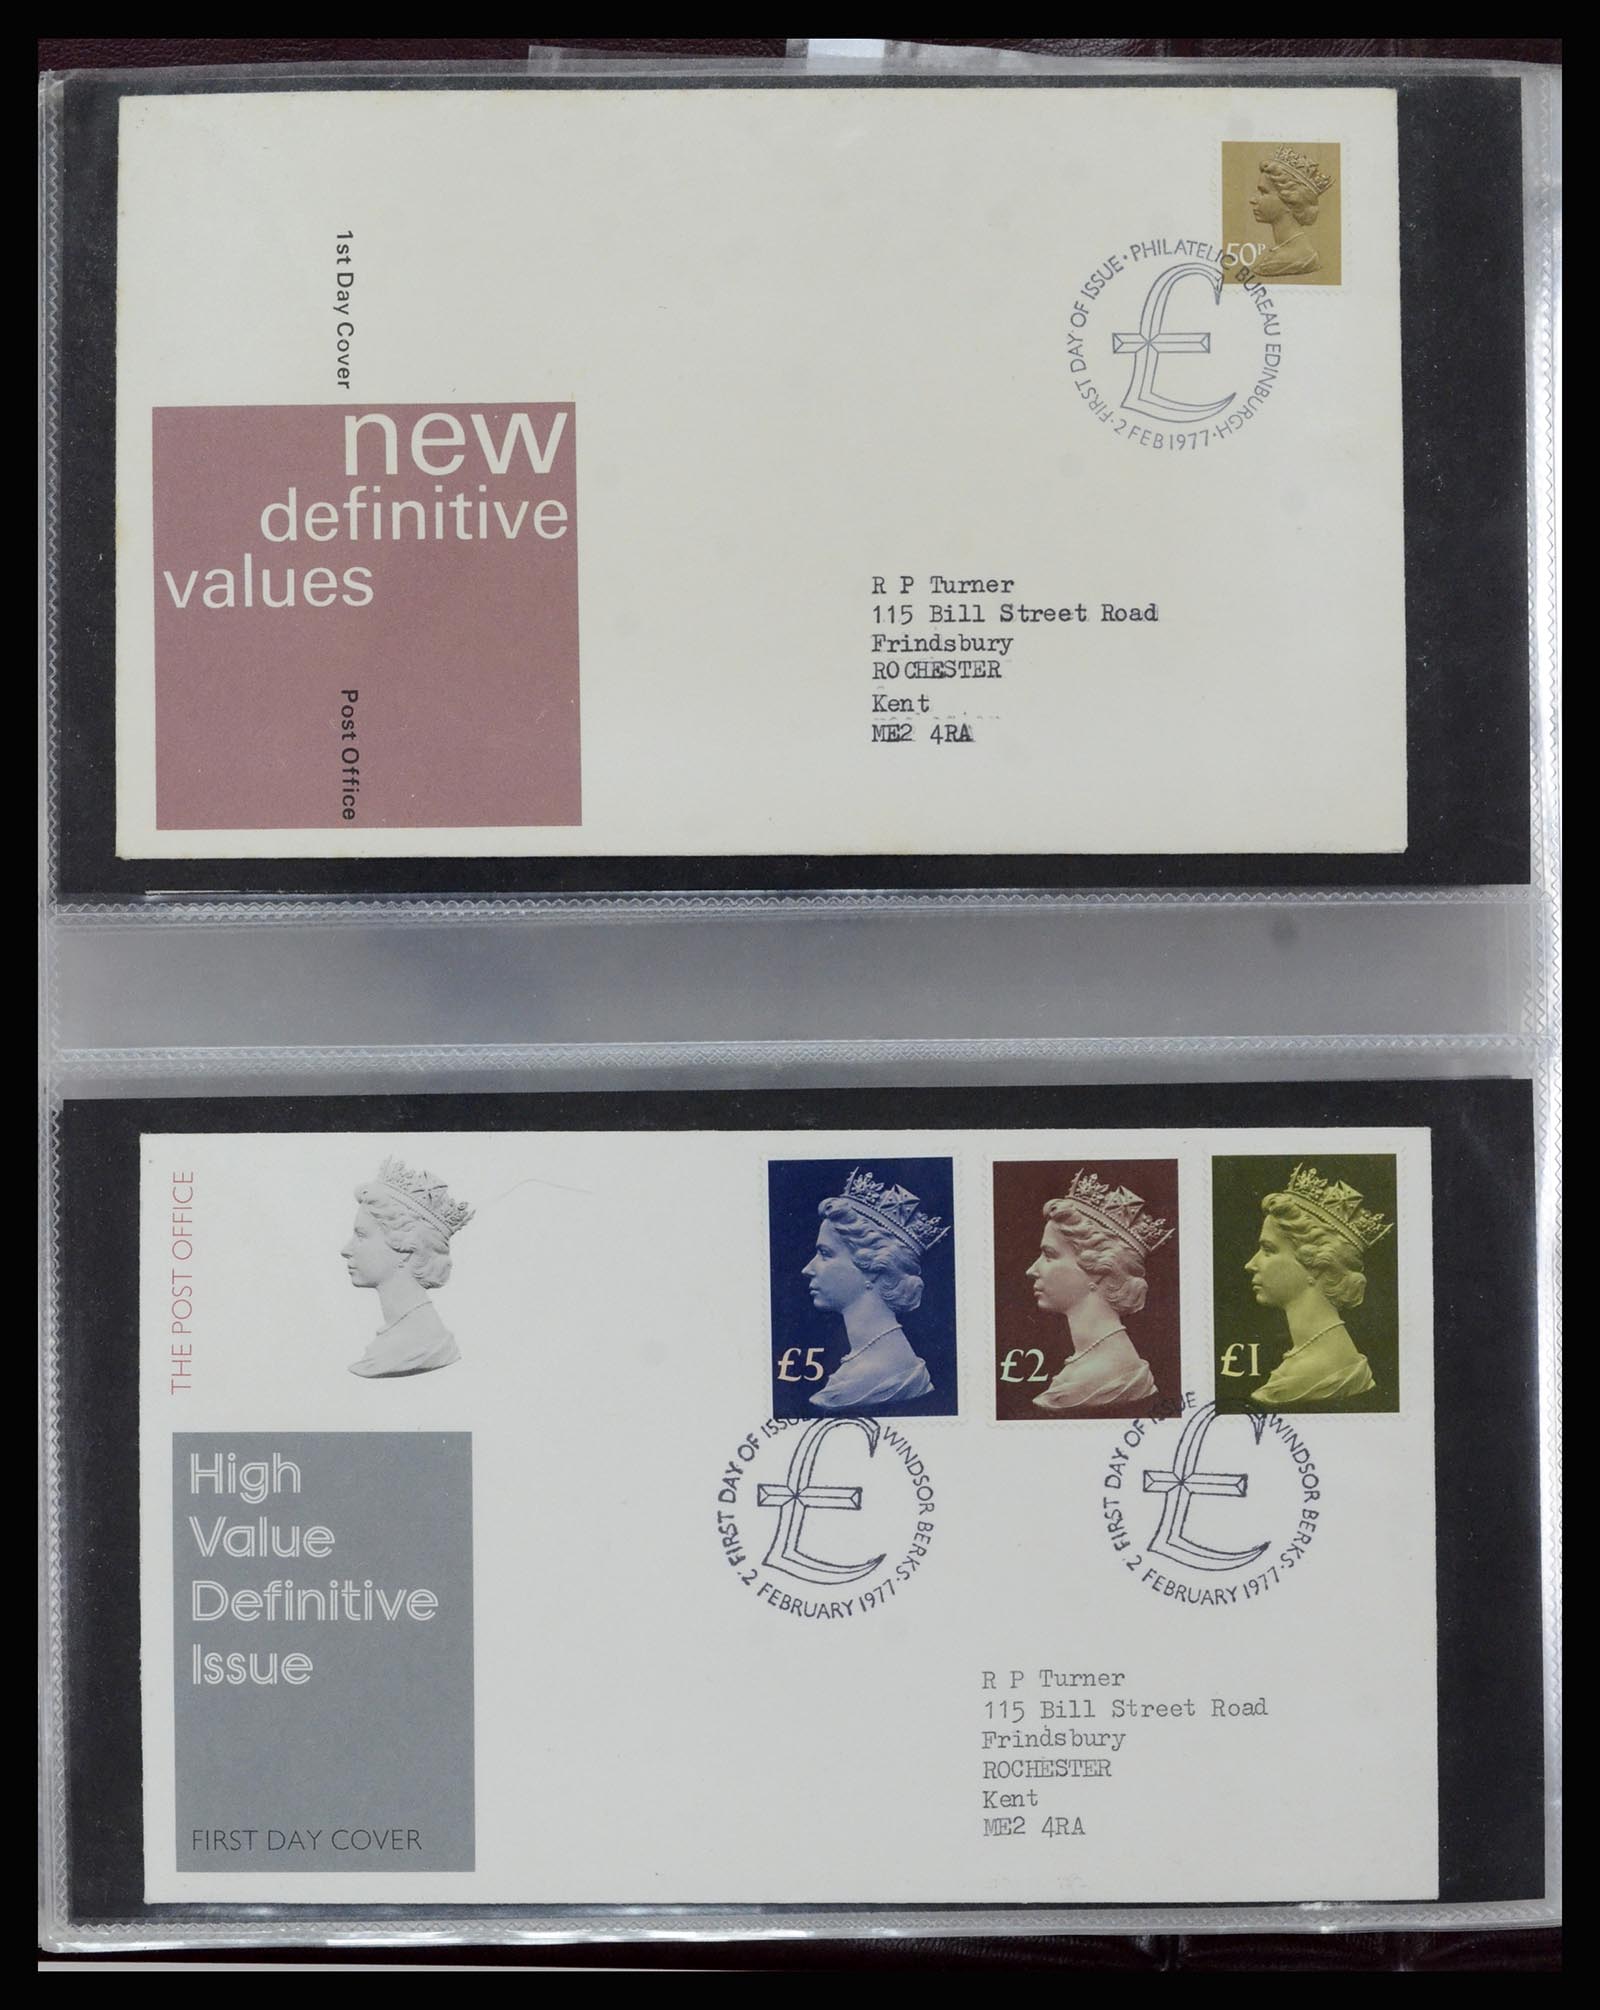 1st Day Cover
new
definitive
values
Post Office
50P
FIRST DAY OF ISSUE · PHILATELIC BUREAU EDINBURGH · 2 FEB 1977 ·
£
R P Turner
115 Bill Street Road
Frindsbury
ROCHESTER
Kent
ME2 4RA
THE POST OFFICE
High
Value
Definitive
Issue
FIRST DAY COVER
£5
£2
£1
FIRST DAY OF ISSUE WINDSOR BERKS · 2 FEBRUARY 1977 ·
£
FIRST DAY OF ISSUE WINDSOR BERKS · 2 FEBRUARY 1977 ·
£
R P Turner
115 Bill Street Road
Frindsbury
ROCHESTER
Kent
ME2 4RA